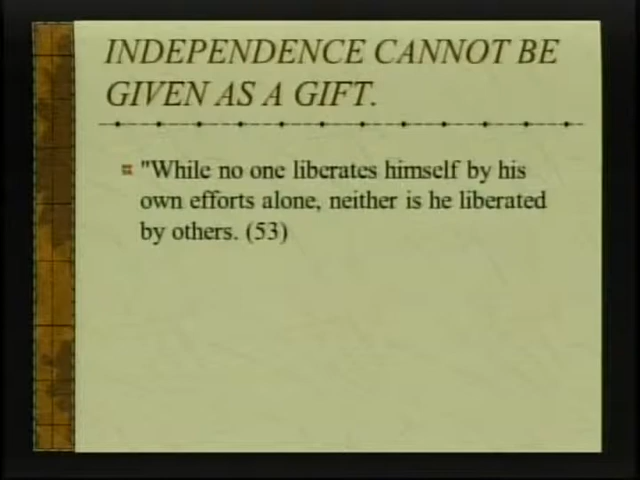 INDEPENDENCE CANNOT BE
GIVEN AS A GIFT.
"While no one liberates himself by his
own efforts alone, neither is he liberated
by others. (53)